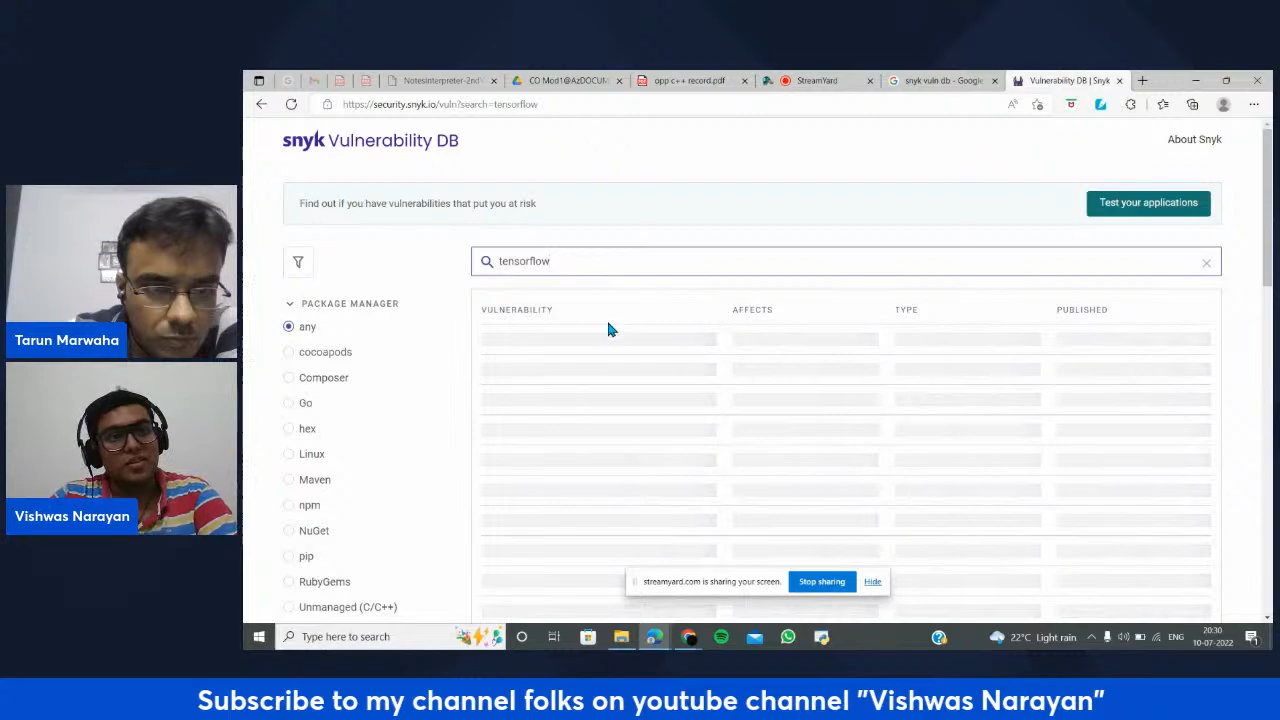 Notesinterpreter-2nd
CO Mod1@AzDOCUM
opp c++ record.pdf
StreamYard
snyk vuln db - Google
Vulnerability DB | Snyk
https://security.snyk.io/vuln?search=tensorflow
snyk Vulnerability DB
About Snyk
Find out if you have vulnerabilities that put you at risk
Test your applications
tensorflow
PACKAGE MANAGER
any
cocoapods
Composer
Go
hex
Linux
Maven
npm
NuGet
pip
RubyGems
Unmanaged (C/C++)
VULNERABILITY
AFFECTS
TYPE
PUBLISHED
streamyard.com is sharing your screen.
Stop sharing
Hide
Tarun Marwaha
Vishwas Narayan
Type here to search
22°C Light rain
ENG
20:30
10-07-2022
Subscribe to my channel folks on youtube channel "Vishwas Narayan"